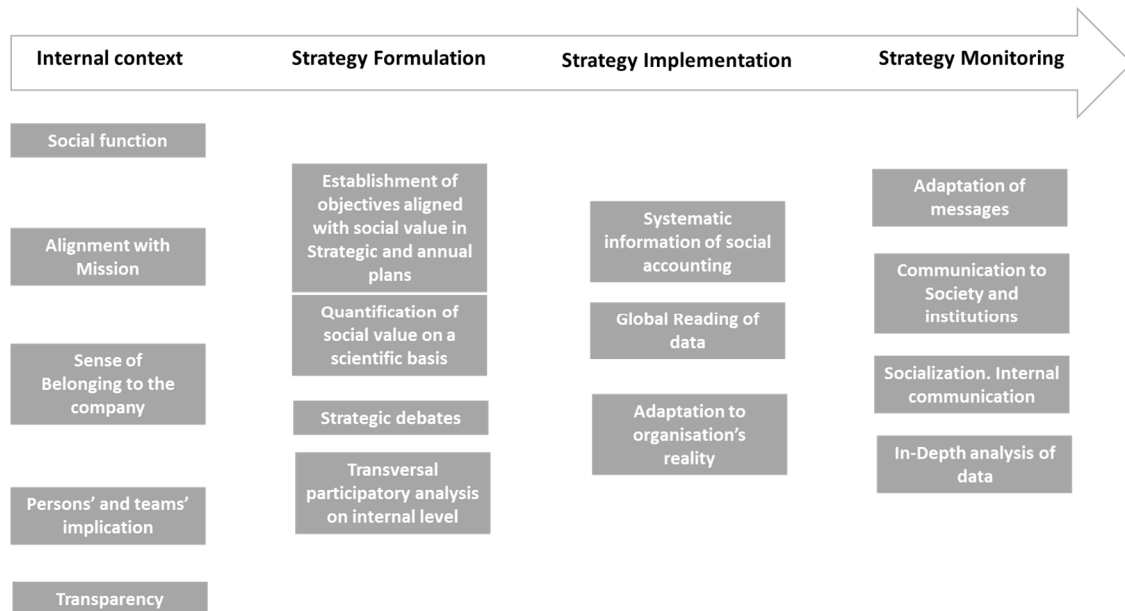 Internal context
Strategy Formulation
Strategy Implementation
Strategy Monitoring
Social function
Alignment with
Mission
Sense of
Belonging to the
company
Persons' and teams'
implication
Transparency
Establishment of
objectives aligned
with social value in
Strategic and annual
plans
Quantification of
social value on a
scientific basis
Strategic debates
Transversal
participatory analysis
on internal level
Systematic
information of social
accounting
Global Reading of
data
Adaptation to
organisation's
reality
Adaptation of
messages
Communication to
Society and
institutions
Socialization. Internal
communication
In-Depth analysis of
data